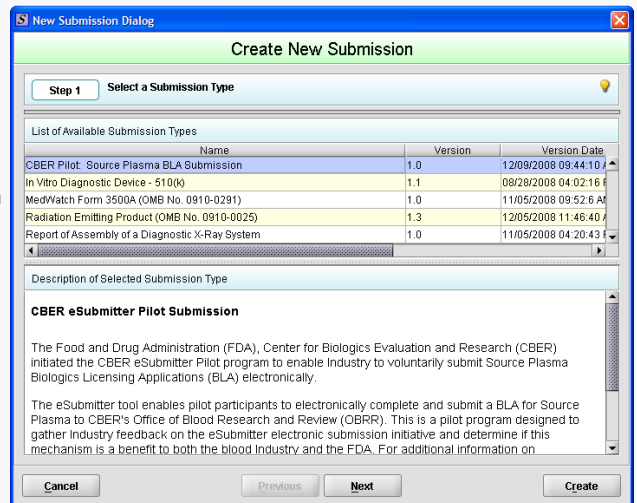 New Submission Dialog
Create New Submission
Step 1 Select a Submission Type
List of Available Submission Types
Name Version Version Date
CBER Pilot: Source Plasma BLA Submission 1.0 12/09/2008 09:44:10
In Vitro Diagnostic Device - 510(k) 1.1 08/28/2008 04:02:16
MedWatch Form 3500A (OMB No. 0910-0291) 1.0 11/05/2008 09:52:6
Radiation Emitting Product (OMB No. 0910-0025) 1.3 12/05/2008 11:46:40
Report of Assembly of a Diagnostic X-Ray System 1.0 11/05/2008 04:20:43
Description of Selected Submission Type
CBER eSubmitter Pilot Submission
The Food and Drug Administration (FDA), Center for Biologics Evaluation and Research (CBER)
initiated the CBER eSubmitter Pilot program to enable Industry to voluntarily submit Source Plasma
Biologics Licensing Applications (BLA) electronically.
The eSubmitter tool enables pilot participants to electronically complete and submit a BLA for Source
Plasma to CBER's Office of Blood Research and Review (OBRR). This is a pilot program designed to
gather Industry feedback on the eSubmitter electronic submission initiative and determine if this
mechanism is a benefit to both the blood Industry and the FDA. For additional information on
Cancel Previous Next Create